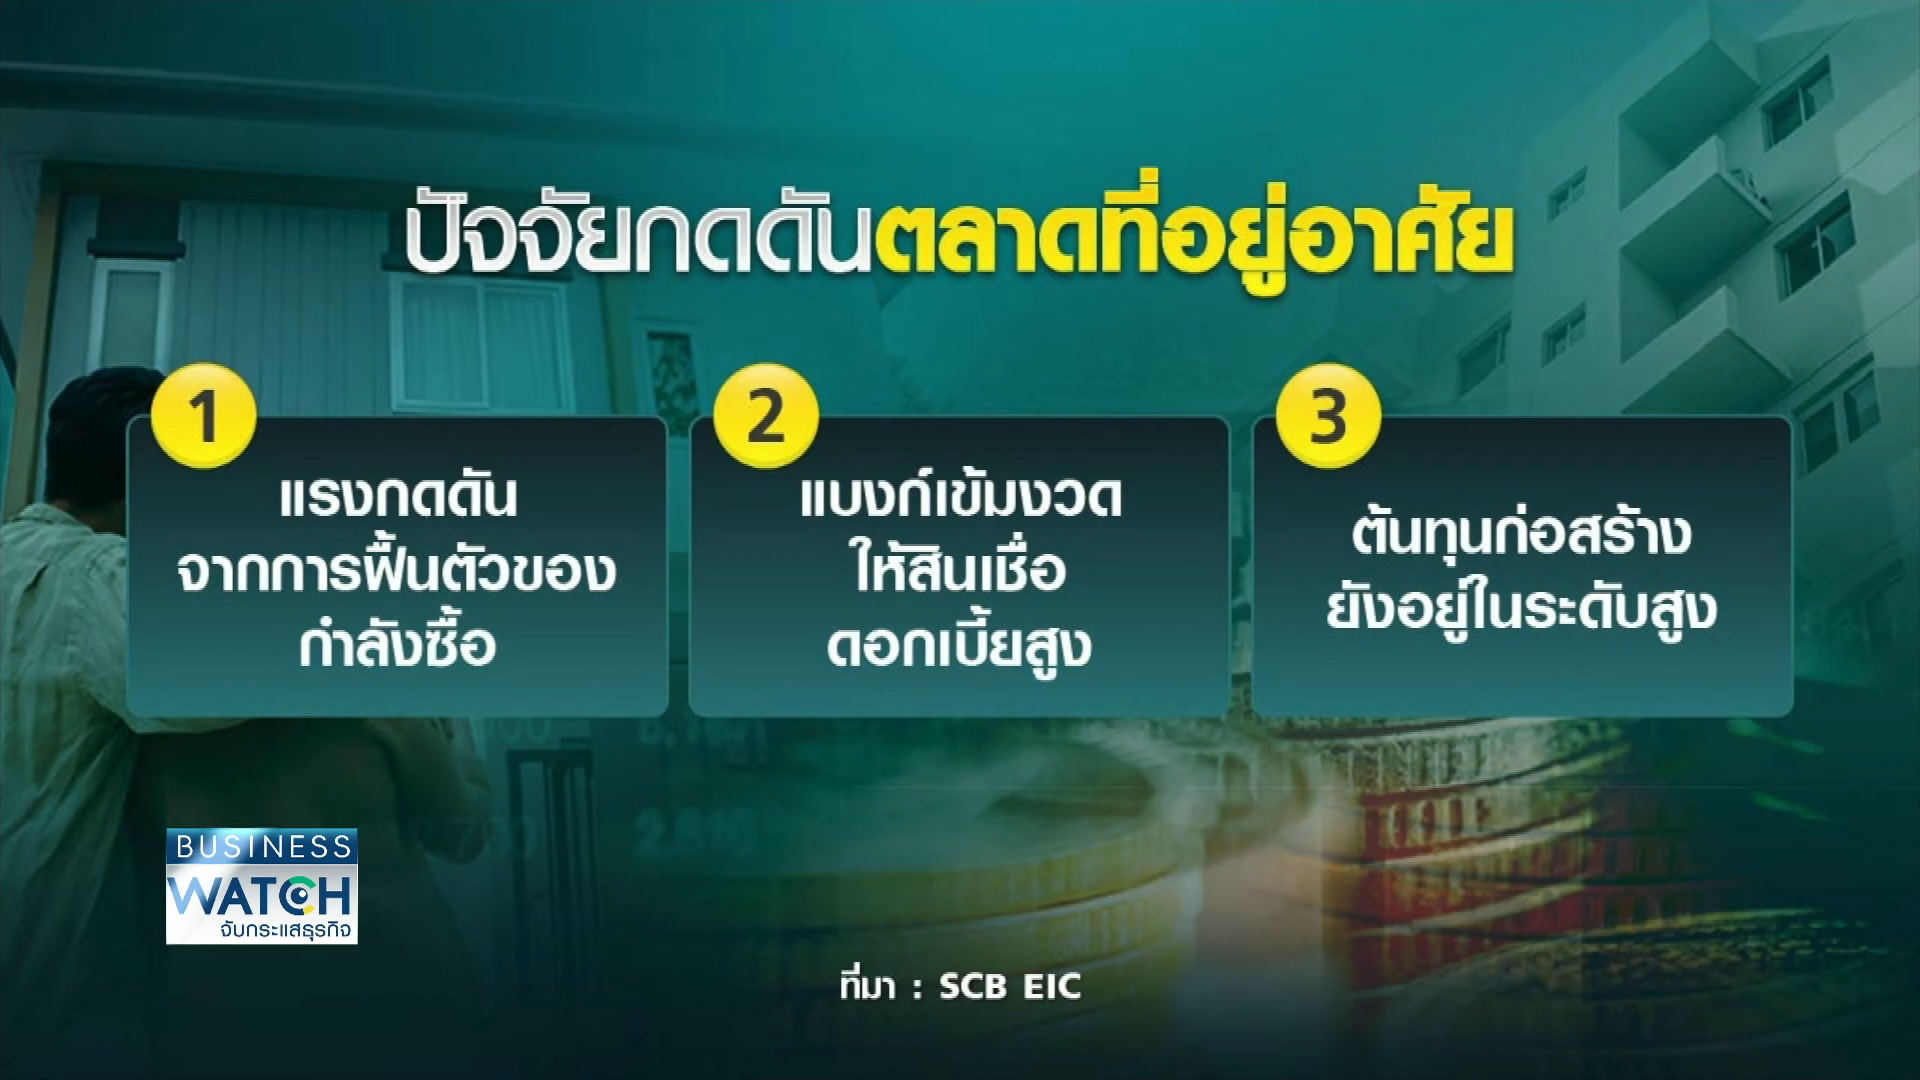 ปัจจัยกดดันตลาดที่อยู่อาศัย
1
แรงกดดัน
จากการฟื้นตัวของ
กำลังซื้อ
2
แบงก์เข้มงวด
ให้สินเชื่อ
ดอกเบี้ยสูง
3
ต้นทุนก่อสร้าง
ยังอยู่ในระดับสูง
BUSINESS
WATCH
จับกระแสธุรกิจ
ที่มา : SCB EIC